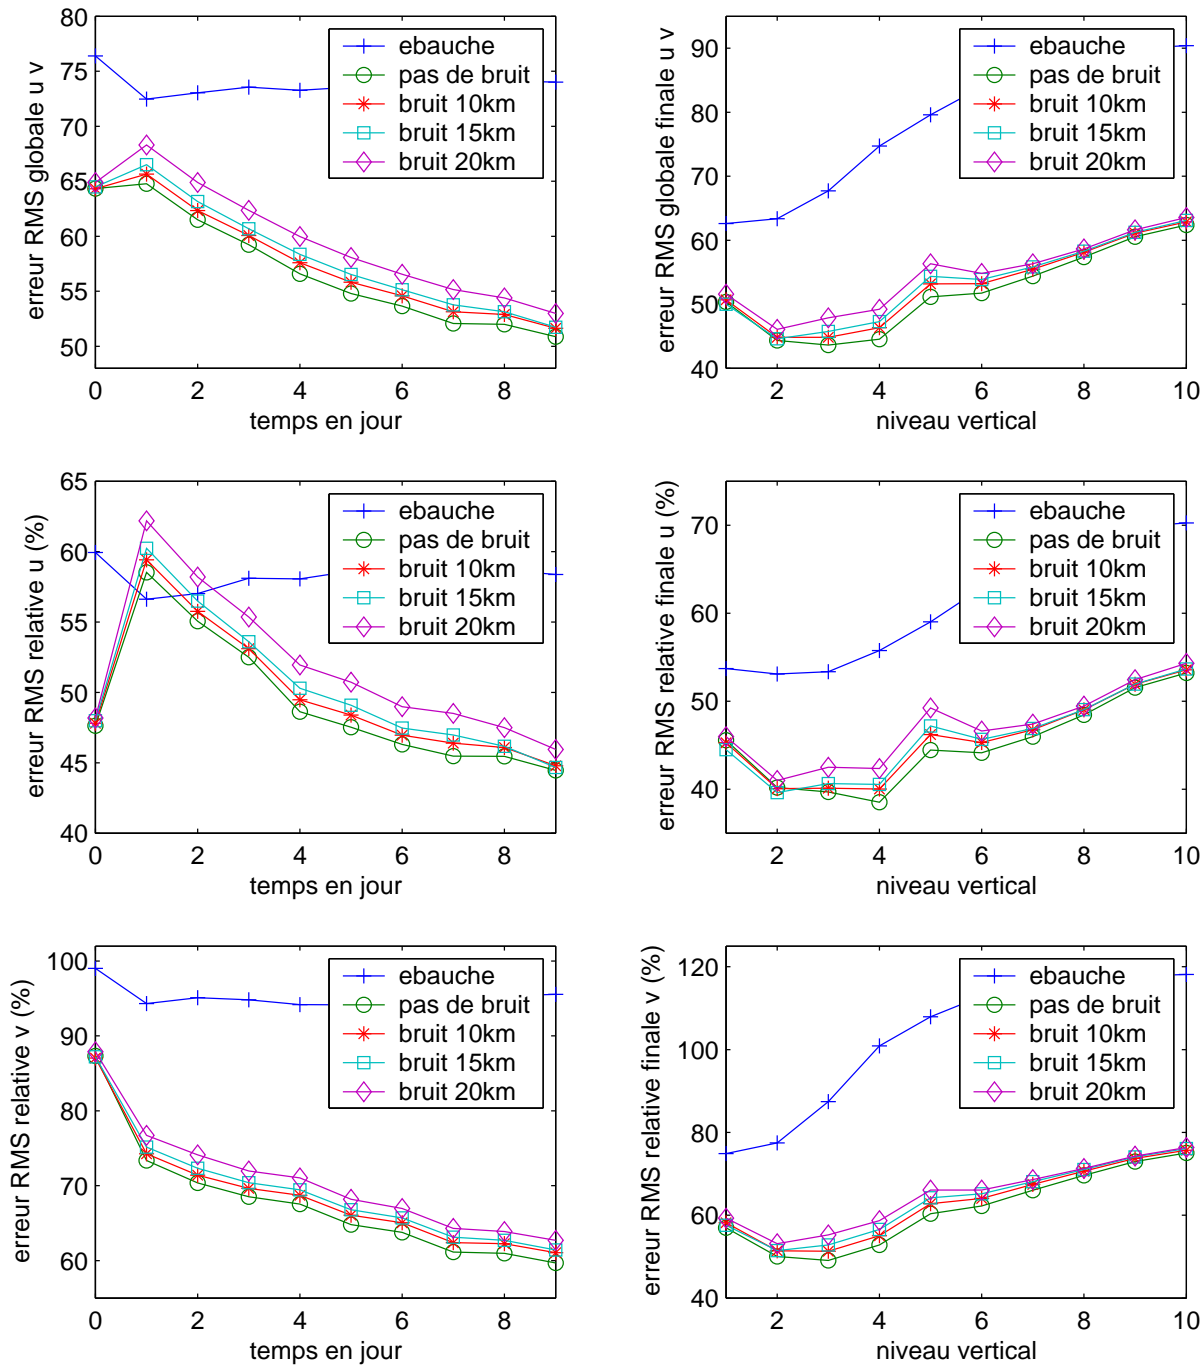 erreur RMS globale u v
80
75
70
65
60
55
50
0
2
4
6
8
temps en jour
ebauche
pas de bruit
bruit 10km
bruit 15km
bruit 20km
erreur RMS globale finale u v
90
80
70
60
50
40
2
4
6
8
10
niveau vertical
ebauche
pas de bruit
bruit 10km
bruit 15km
bruit 20km
erreur RMS relative u (%)
65
60
55
50
45
40
0
2
4
6
8
temps en jour
ebauche
pas de bruit
bruit 10km
bruit 15km
bruit 20km
erreur RMS relative finale u (%)
70
60
50
40
2
4
6
8
10
niveau vertical
ebauche
pas de bruit
bruit 10km
bruit 15km
bruit 20km
erreur RMS relative v (%)
100
90
80
70
60
0
2
4
6
8
temps en jour
ebauche
pas de bruit
bruit 10km
bruit 15km
bruit 20km
erreur RMS relative finale v (%)
120
100
80
60
40
2
4
6
8
10
niveau vertical
ebauche
pas de bruit
bruit 10km
bruit 15km
bruit 20km